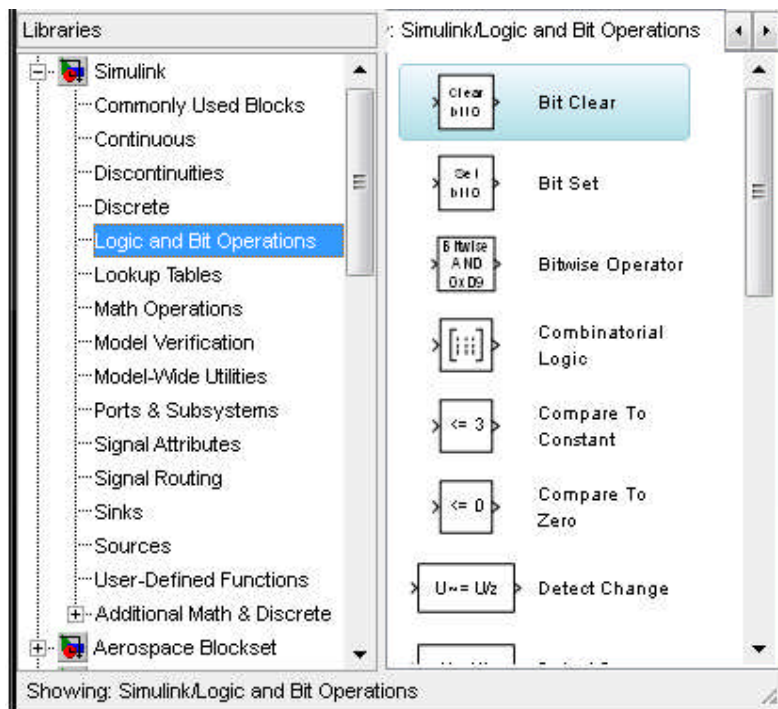 Libraries
Simulink
Commonly Used Blocks
Continuous
Discontinuities
Discrete
Logic and Bit Operations
Lookup Tables
Math Operations
Model Verification
Model-Wide Utilities
Ports & Subsystems
Signal Attributes
Signal Routing
Sinks
Sources
User-Defined Functions
Additional Math & Discrete
Aerospace Blockset
: Simulink/Logic and Bit Operations
Clear
bit 0
Bit Clear
Set
bit 0
Bit Set
Bitwise
AND
0xD9
Bitwise Operator
Combinatorial
Logic
<= 3
Compare To
Constant
<= 0
Compare To
Zero
U ~= U/z
Detect Change
Showing: Simulink/Logic and Bit Operations